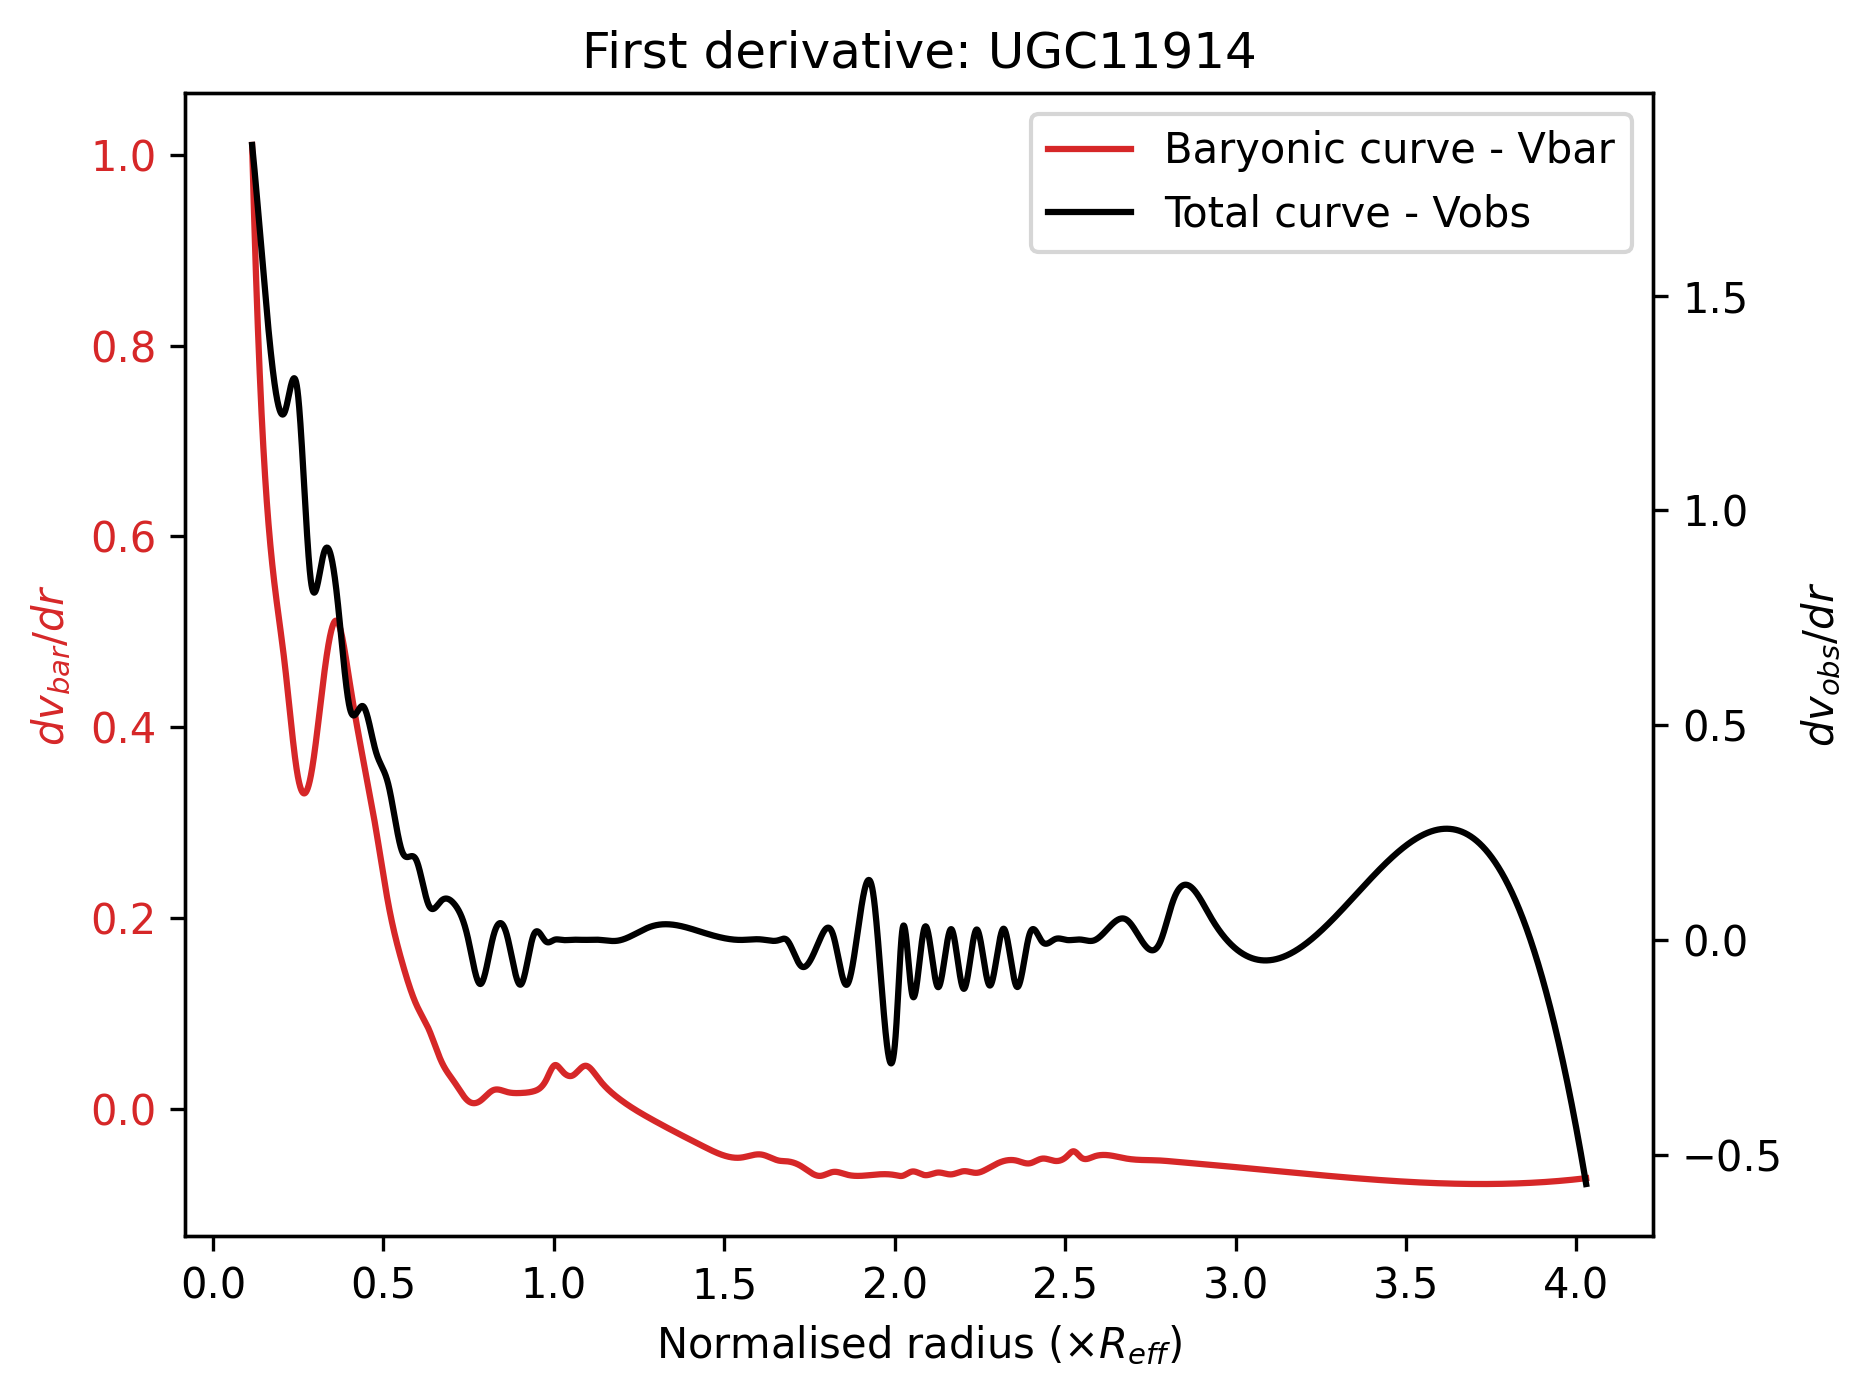 First derivative: UGC11914
Baryonic curve - Vbar
Total curve - Vobs
1.0
0.8
0.6
0.4
0.2
0.0
dv_bar/dr
1.5
1.0
0.5
0.0
−0.5
dv_obs/dr
0.0 0.5 1.0 1.5 2.0 2.5 3.0 3.5 4.0
Normalised radius (×R_eff)